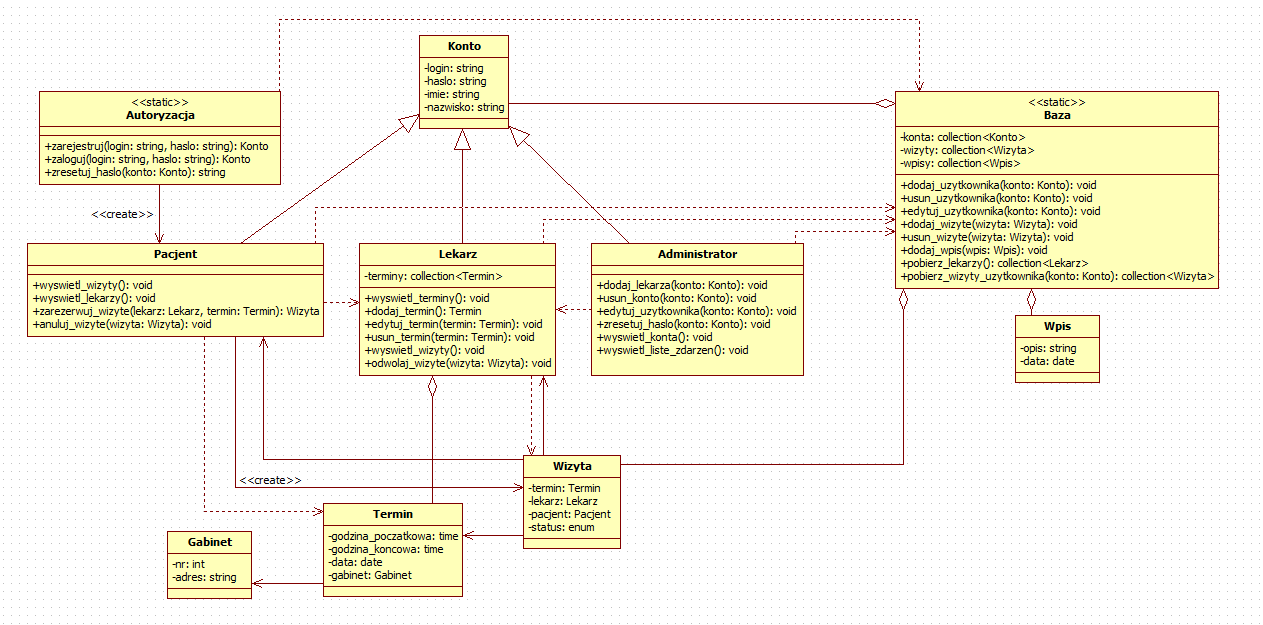 Konto
-login: string
-haslo: string
-imie: string
-nazwisko: string
<<static>>
Autoryzacja
+zarejestruj(login: string, haslo: string): Konto
+zaloguj(login: string, haslo: string): Konto
+zresetuj_haslo(konto: Konto): string
<<static>>
Baza
-konta: collection<Konto>
-wizyty: collection<Wizyta>
-wpisy: collection<Wpis>
+dodaj_uzytkownika(konto: Konto): void
+usun_uzytkownika(konto: Konto): void
+edytuj_uzytkownika(konto: Konto): void
+dodaj_wizyte(wizyta: Wizyta): void
+usun_wizyte(wizyta: Wizyta): void
+dodaj_wpis(wpis: Wpis): void
+pobierz_lekarzy(): collection<Lekarz>
+pobierz_wizyty_uzytkownika(konto: Konto): collection<Wizyta>
<<create>>
Pacjent
+wyswietl_wizyty(): void
+wyswietl_lekarzy(): void
+zarezerwuj_wizyte(lekarz: Lekarz, termin: Termin): Wizyta
+anuluj_wizyte(wizyta: Wizyta): void
Lekarz
-terminy: collection<Termin>
+wyswietl_terminy(): void
+dodaj_termin(): Termin
+edytuj_termin(termin: Termin): void
+usun_termin(termin: Termin): void
+wyswietl_wizyty(): void
+odwolaj_wizyte(wizyta: Wizyta): void
Administrator
+dodaj_lekarza(konto: Konto): void
+usun_konto(konto: Konto): void
+edytuj_uzytkownika(konto: Konto): void
+zresetuj_haslo(konto: Konto): void
+wyswietl_konta(): void
+wyswietl_liste_zdarzen(): void
Wpis
-opis: string
-data: date
<<create>>
Wizyta
-termin: Termin
-lekarz: Lekarz
-pacjent: Pacjent
-status: enum
Termin
-godzina_poczatkowa: time
-godzina_koncowa: time
-data: date
-gabinet: Gabinet
Gabinet
-nr: int
-adres: string